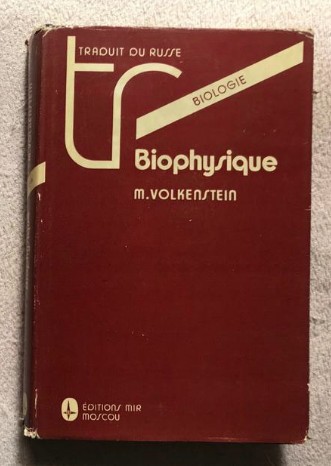 TRADUIT DU RUSSE
tr
BIOLOGIE
Biophysique
M.VOLKENSTEIN
ÉDITIONS MIR
MOSCOU